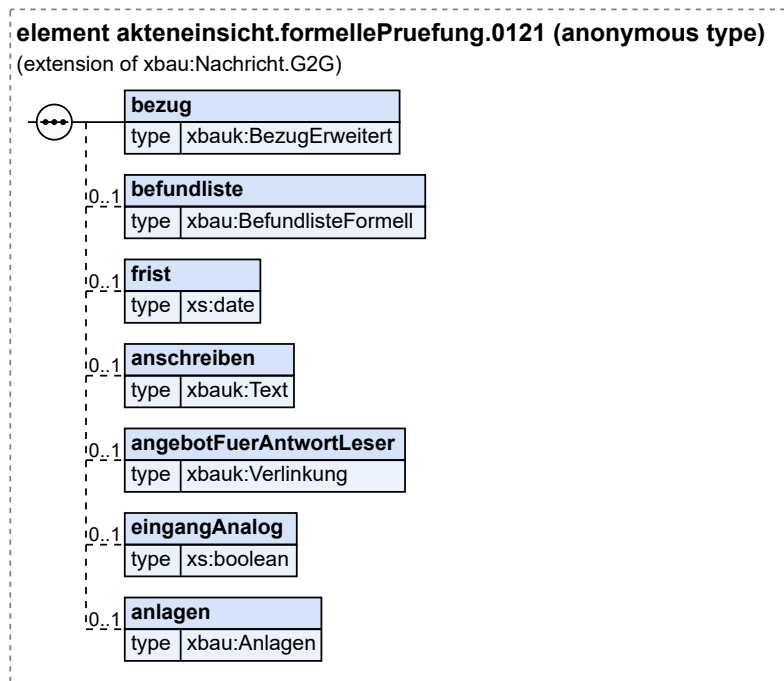 element akteneinsicht.formellePruefung.0121 (anonymous type)
(extension of xbau:Nachricht.G2G)
bezug
type xbauk:BezugErweitert
0..1 befundliste
type xbau:BefundlisteFormell
0..1 frist
type xs:date
0..1 anschreiben
type xbauk:Text
0..1 angebotFuerAntwortLeser
type xbauk:Verlinkung
0..1 eingangAnalog
type xs:boolean
0..1 anlagen
type xbau:Anlagen